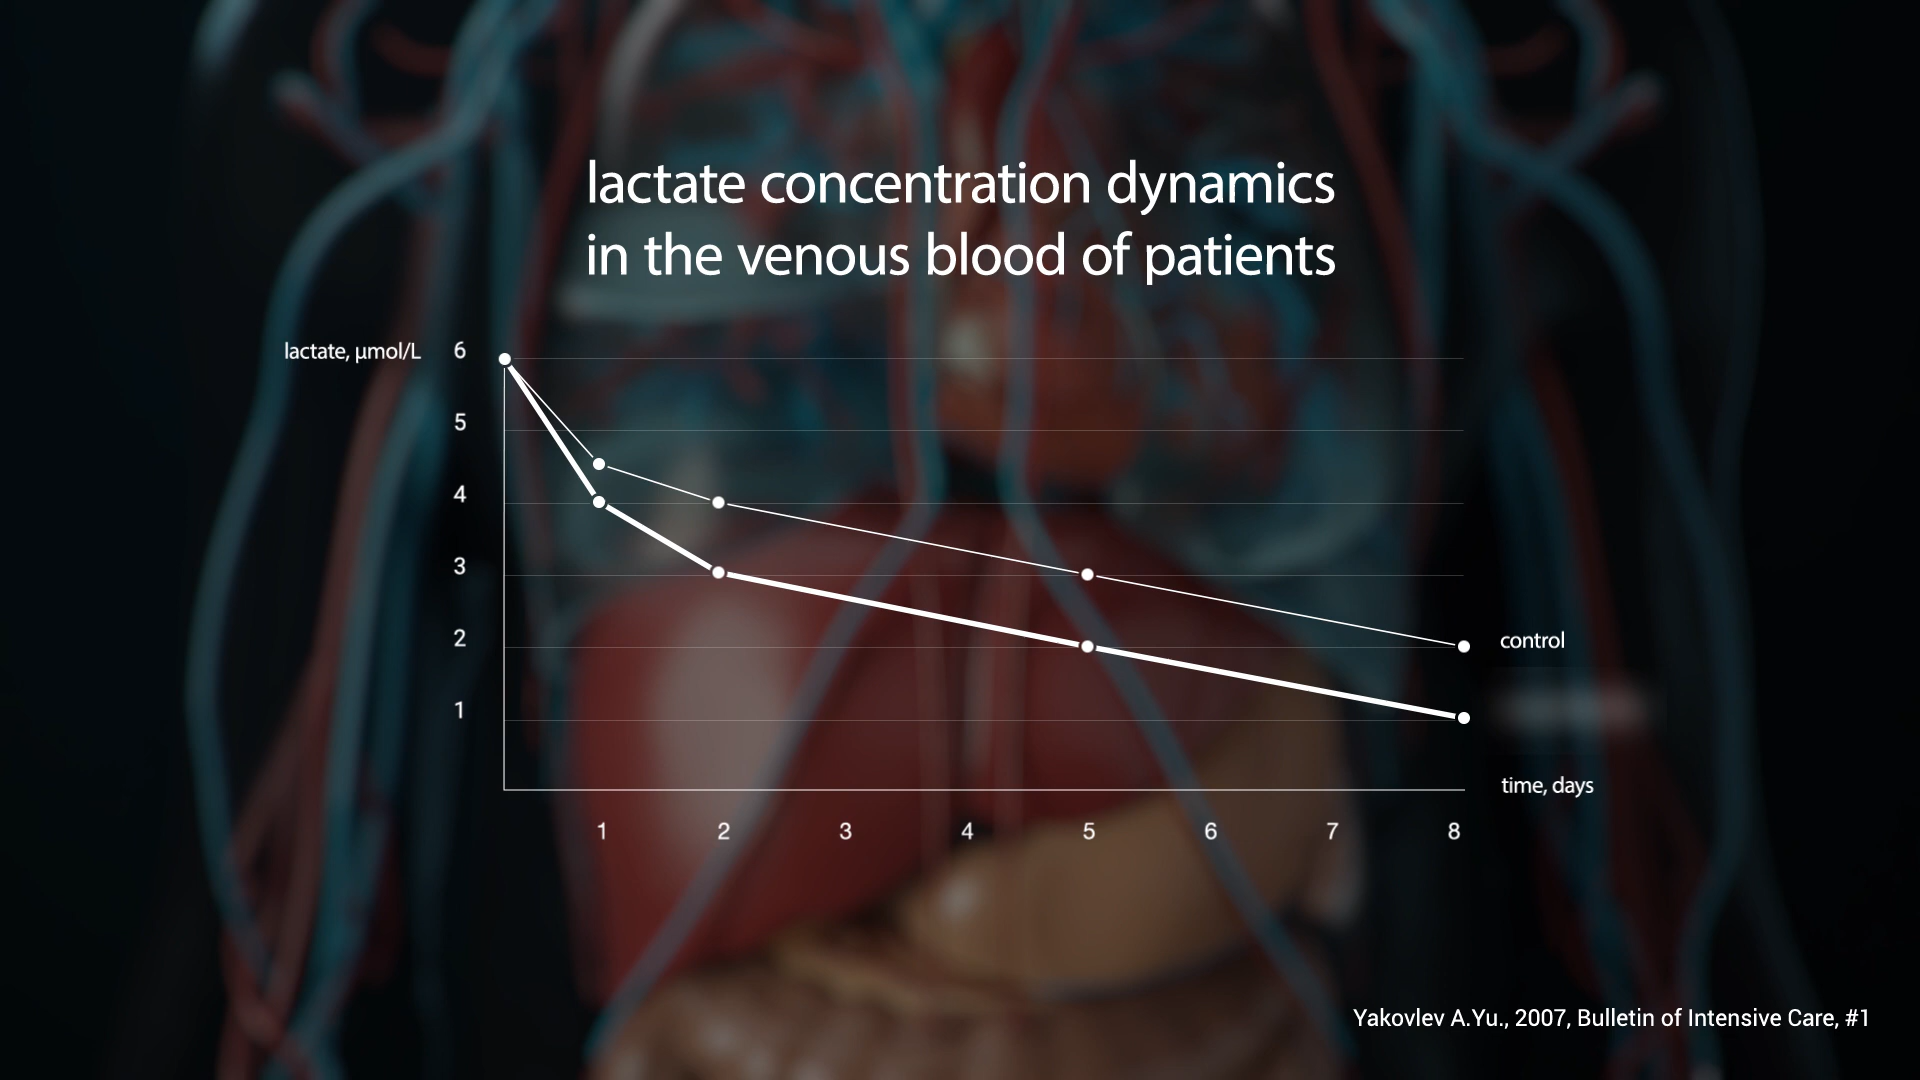 lactate concentration dynamics
in the venous blood of patients
lactate, μmol/L
6
5
4
3
2
1
control
time, days
1 2 3 4 5 6 7 8
Yakovlev A.Yu., 2007, Bulletin of Intensive Care, #1